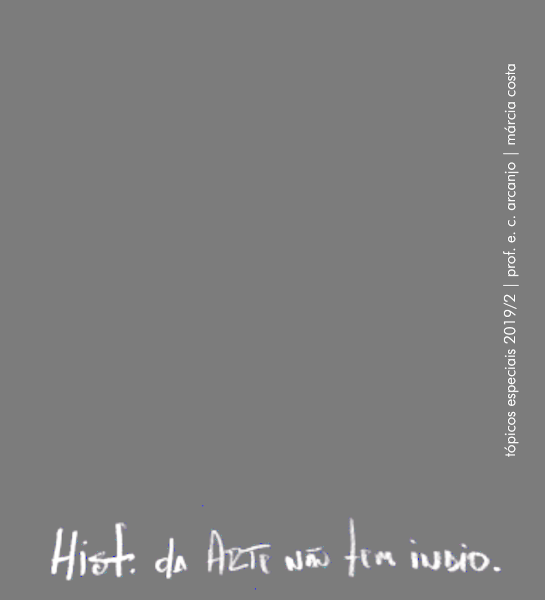 tópicos especiais 2019/2 | prof. e. c. arcanjo | márcia costa
Hist. da ARTE NÃO tem iNDiO.